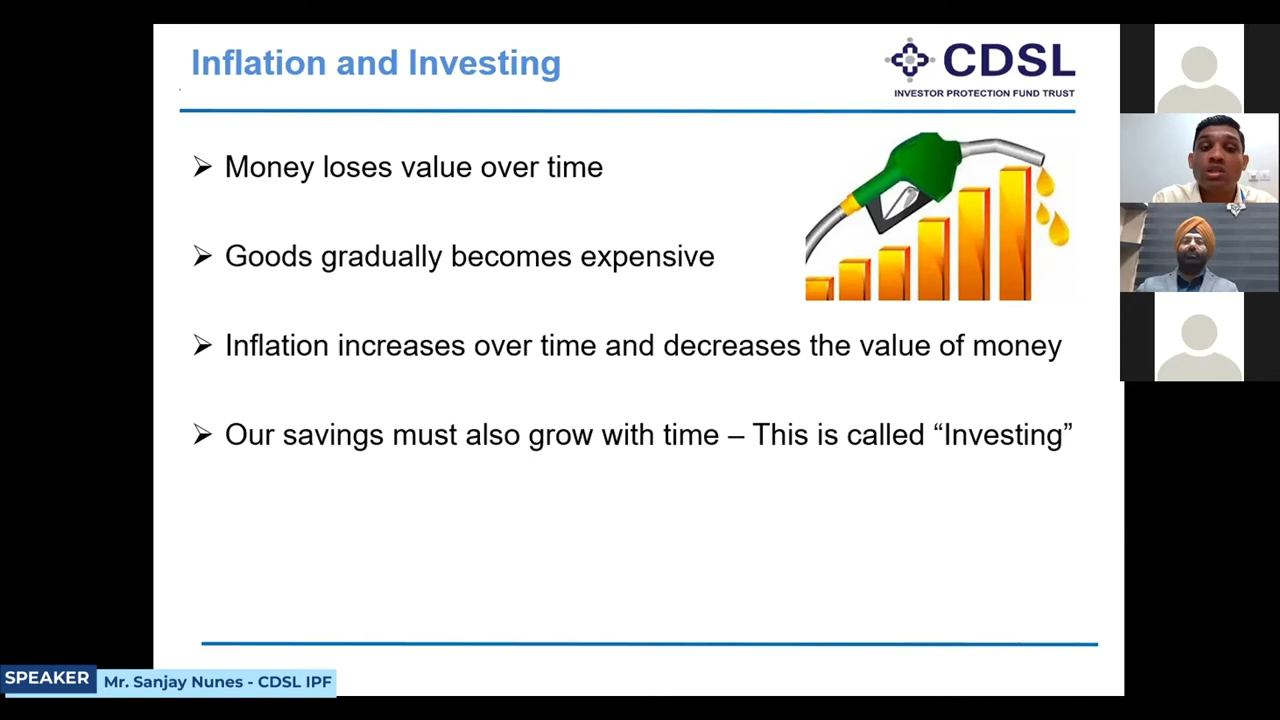 Inflation and Investing
CDSL
INVESTOR PROTECTION FUND TRUST
Money loses value over time
Goods gradually becomes expensive
Inflation increases over time and decreases the value of money
Our savings must also grow with time – This is called “Investing”
SPEAKER
Mr. Sanjay Nunes - CDSL IPF